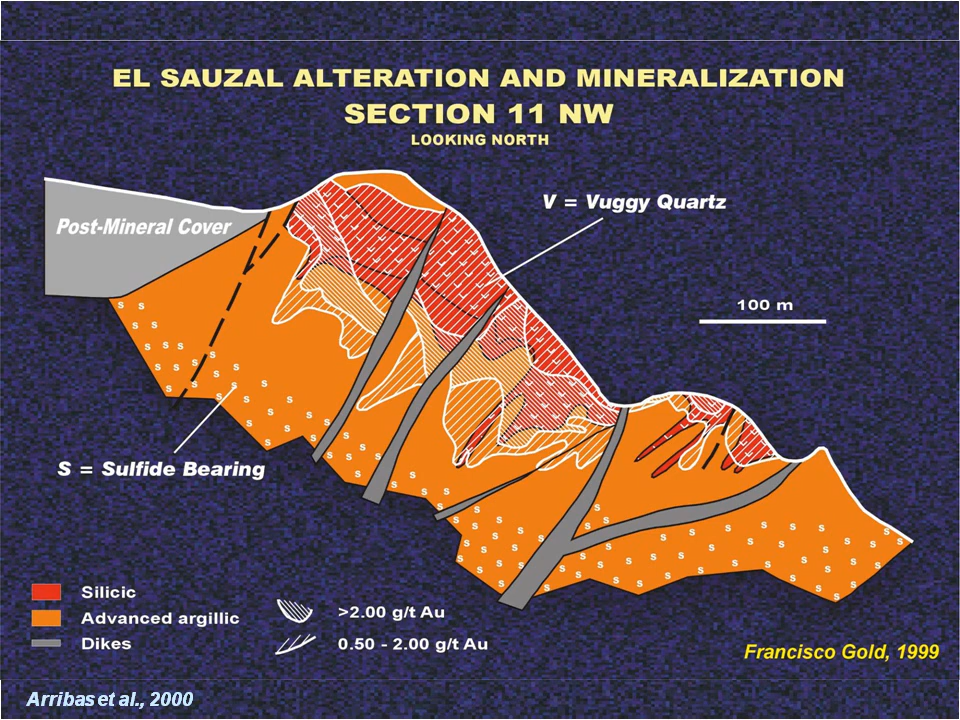 EL SAUZAL ALTERATION AND MINERALIZATION
SECTION 11 NW
LOOKING NORTH
V = Vuggy Quartz
Post-Mineral Cover
100 m
S = Sulfide Bearing
Silicic
Advanced argillic
Dikes
>2.00 g/t Au
0.50 - 2.00 g/t Au
Francisco Gold, 1999
Arribas et al., 2000